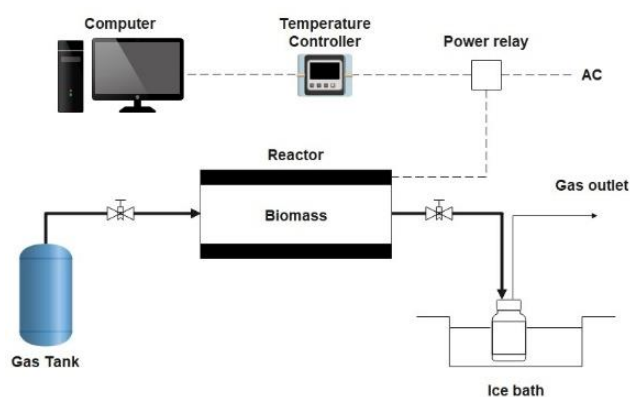 Computer
Temperature
Controller
Power relay
AC
Reactor
Gas outlet
Biomass
Gas Tank
Ice bath